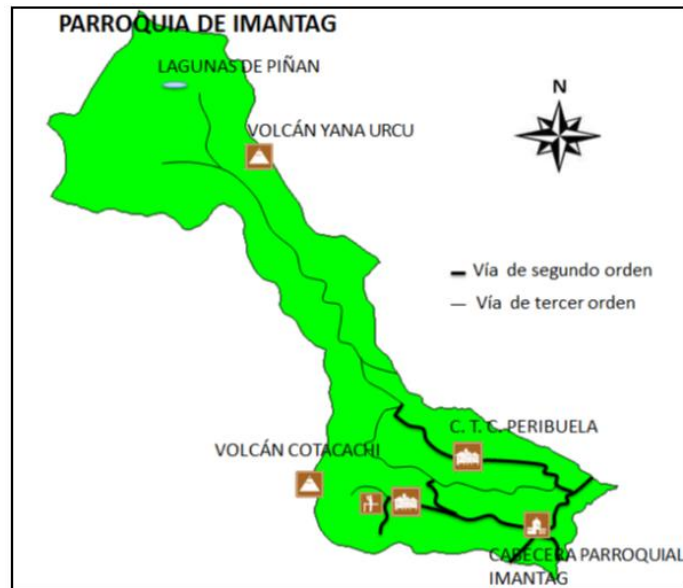 PARROQUIA DE IMANTAG
LAGUNAS DE PIÑAN
N
VOLCÁN YANA URCU
Vía de segundo orden
Vía de tercer orden
C. T. C. PERIBUELA
VOLCÁN COTACACHI
CABECERA PARROQUIAL
IMANTAG